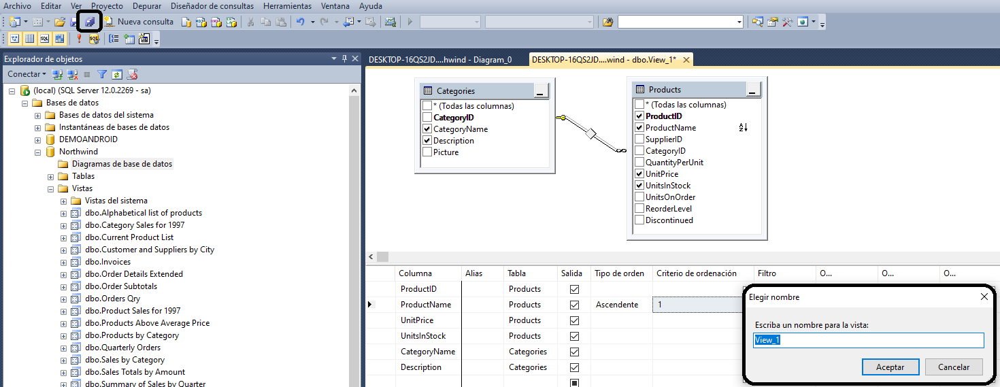 Archivo Editar Ver Proyecto Depurar Diseñador de consultas Herramientas Ventana Ayuda
Nueva consulta
SQL SQL
Explorador de objetos
Conectar
(local) (SQL Server 12.0.2269 - sa)
Bases de datos
Bases de datos del sistema
Instantáneas de bases de datos
DEMOANDROID
Northwind
Diagramas de base de datos
Tablas
Vistas
Vistas del sistema
dbo.Alphabetical list of products
dbo.Category Sales for 1997
dbo.Current Product List
dbo.Customer and Suppliers by City
dbo.Invoices
dbo.Order Details Extended
dbo.Order Subtotals
dbo.Orders Qry
dbo.Product Sales for 1997
dbo.Products Above Average Price
dbo.Products by Category
dbo.Quarterly Orders
dbo.Sales by Category
dbo.Sales Totals by Amount
dbo.Summary of Sales by Quarter
DESKTOP-16QS2JD....hwind - Diagram_0
DESKTOP-16QS2JD....wind - dbo.View_1*
Categories
* (Todas las columnas)
CategoryID
CategoryName
Description
Picture
Products
* (Todas las columnas)
ProductID
ProductName
SupplierID
CategoryID
QuantityPerUnit
UnitPrice
UnitsInStock
UnitsOnOrder
ReorderLevel
Discontinued
Columna Alias Tabla Salida Tipo de orden Criterio de ordenación Filtro O... O... O...
ProductID Products
ProductName Products Ascendente 1
UnitPrice Products
UnitsInStock Products
CategoryName Categories
Description Categories
Elegir nombre
Escriba un nombre para la vista:
View_1
Aceptar Cancelar